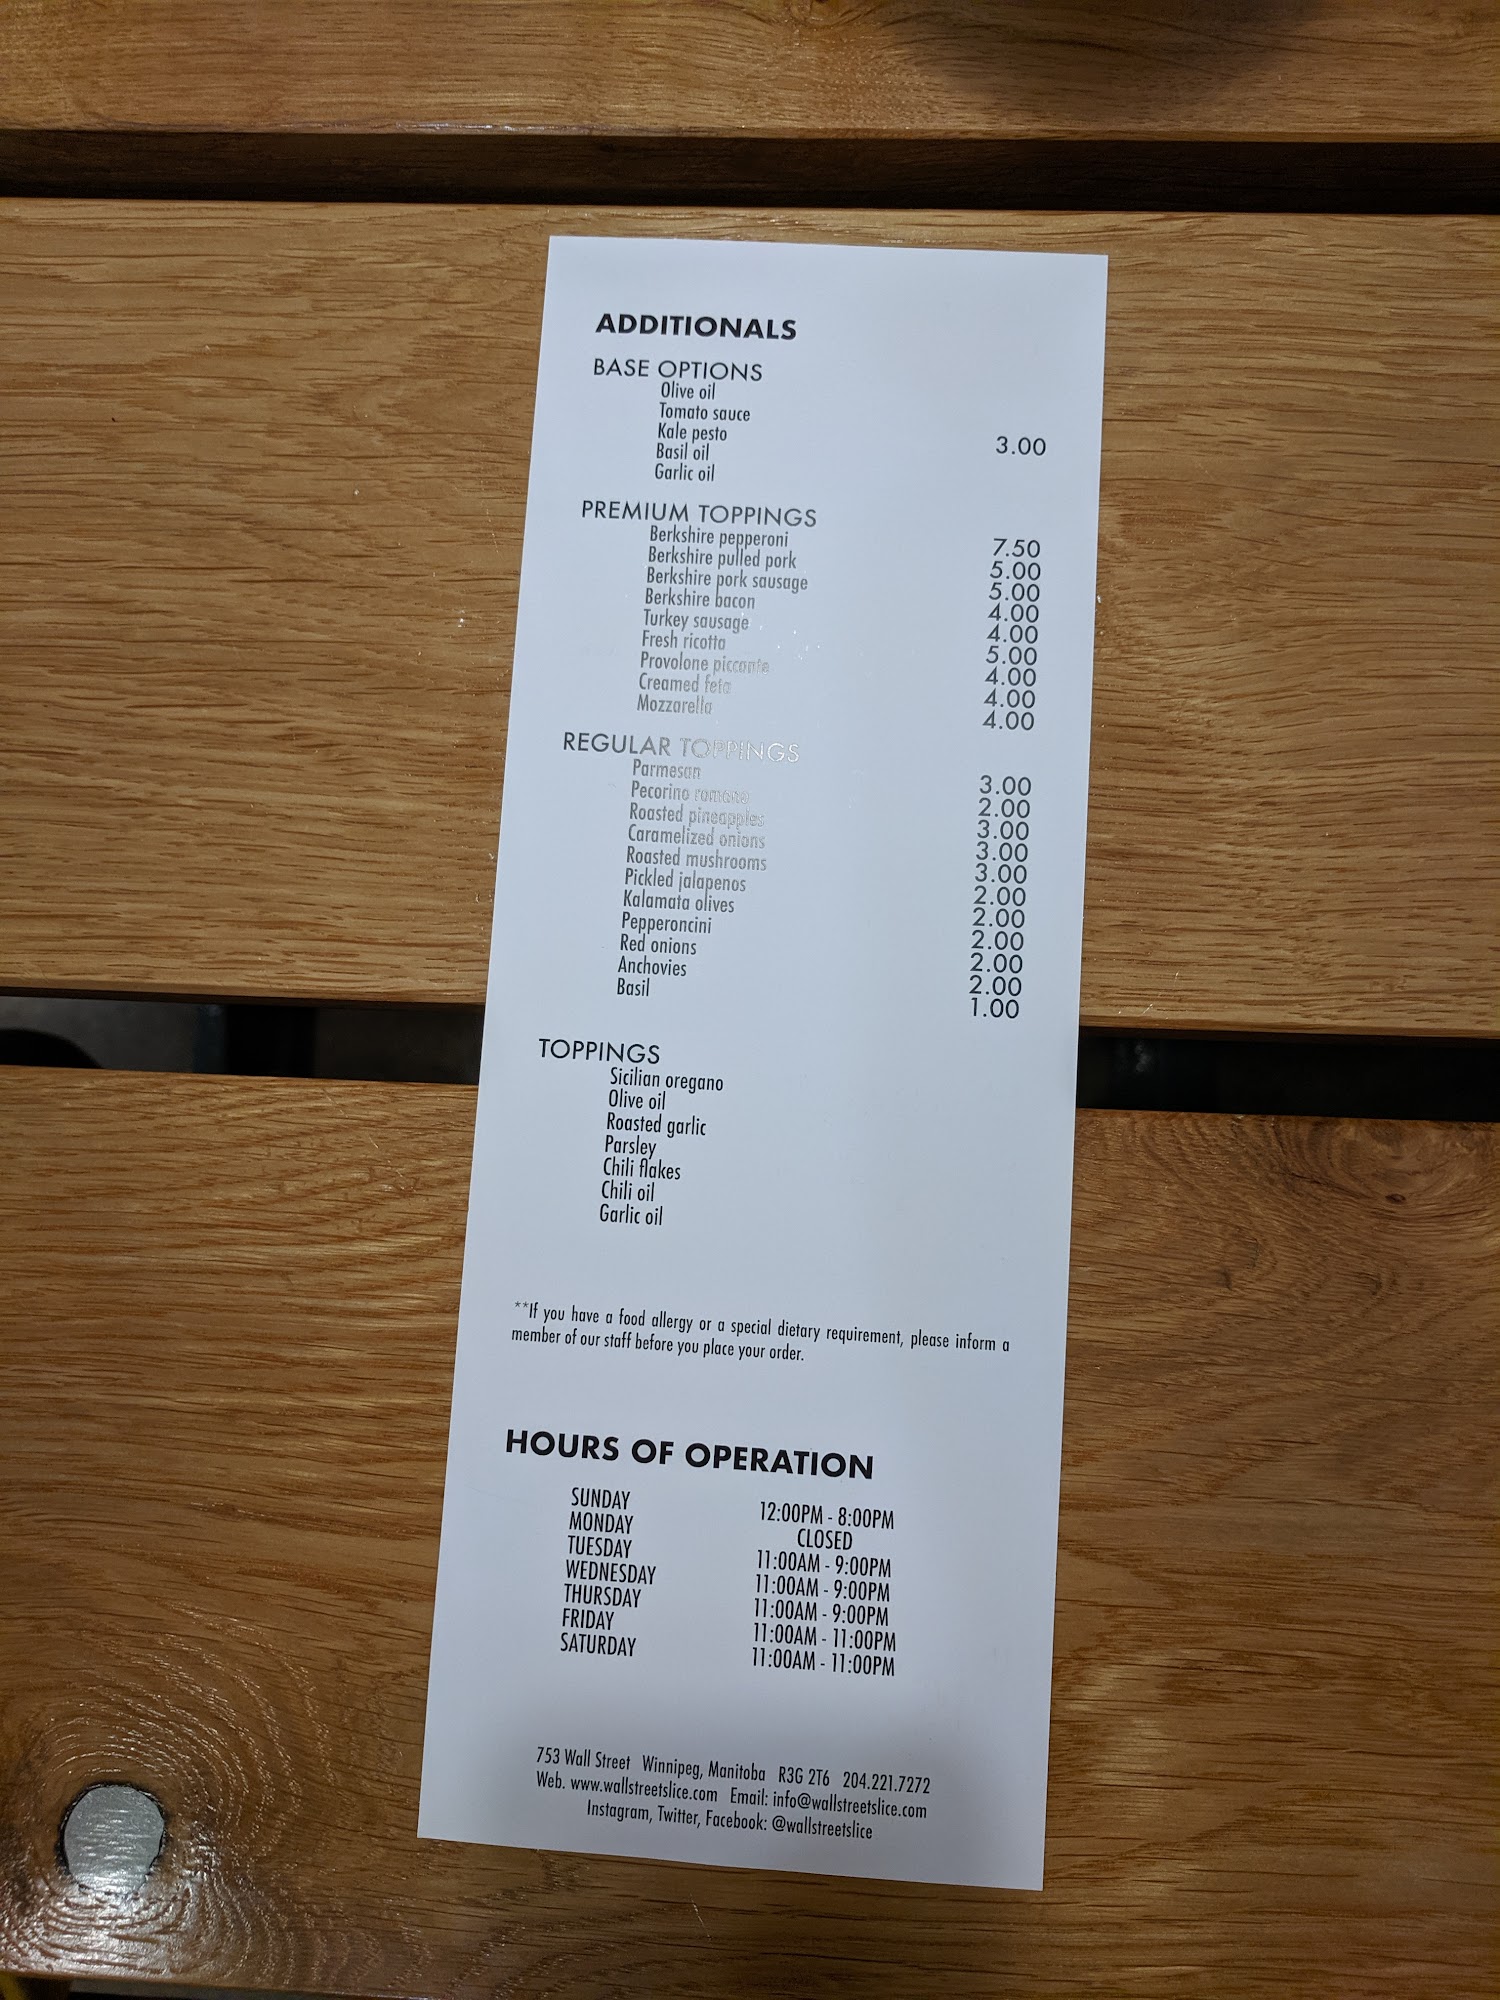 ADDITIONALS
BASE OPTIONS
Olive oil
Tomato sauce
Kale pesto 3.00
Basil oil
Garlic oil
PREMIUM TOPPINGS
Berkshire pepperoni 7.50
Berkshire pulled pork 5.00
Berkshire pork sausage 5.00
Berkshire bacon 4.00
Turkey sausage 4.00
Fresh ricotta 5.00
Provolone piccante 4.00
Creamed feta 4.00
Mozzarella 4.00
REGULAR TOPPINGS
Parmesan 3.00
Pecorino romano 2.00
Roasted pineapples 3.00
Caramelized onions 3.00
Roasted mushrooms 3.00
Pickled jalapenos 2.00
Kalamata olives 2.00
Pepperoncini 2.00
Red onions 2.00
Anchovies 2.00
Basil 1.00
TOPPINGS
Sicilian oregano
Olive oil
Roasted garlic
Parsley
Chili flakes
Chili oil
Garlic oil
**If you have a food allergy or a special dietary requirement, please inform a
member of our staff before you place your order.
HOURS OF OPERATION
SUNDAY 12:00PM - 8:00PM
MONDAY CLOSED
TUESDAY 11:00AM - 9:00PM
WEDNESDAY 11:00AM - 9:00PM
THURSDAY 11:00AM - 9:00PM
FRIDAY 11:00AM - 11:00PM
SATURDAY 11:00AM - 11:00PM
753 Wall Street Winnipeg, Manitoba R3G 2T6 204.221.7272
Web. www.wallstreetslice.com Email: info@wallstreetslice.com
Instagram, Twitter, Facebook: @wallstreetslice